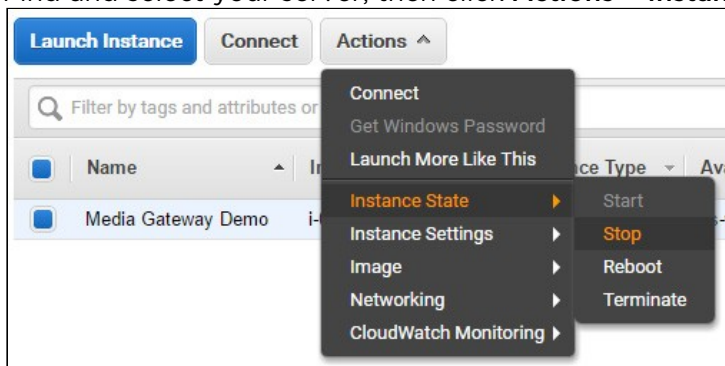 Find and select your server, then click Actions
Launch Instance Connect Actions
Filter by tags and attributes or
Connect
Get Windows Password
Launch More Like This
Name
Type
Media Gateway Demo
Instance State
Start
Instance Settings
Stop
Image
Reboot
Networking
Terminate
CloudWatch Monitoring